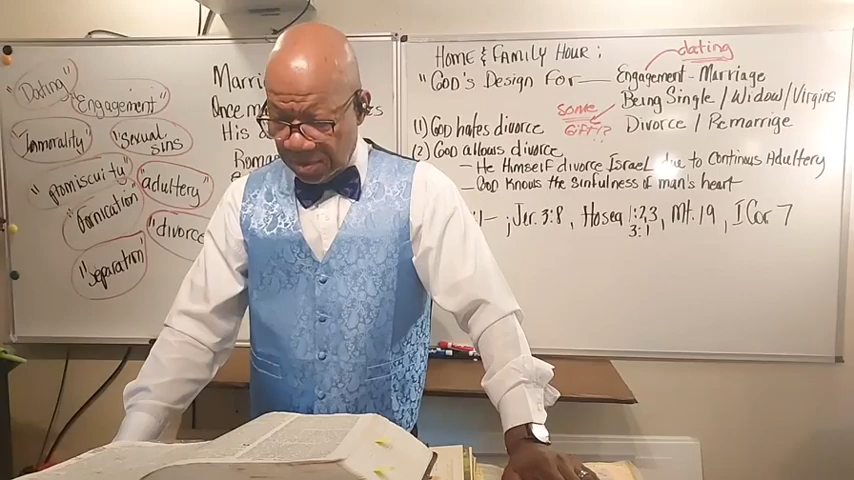 "Dating"
"Engagement"
"Immorality"
"Sexual
sins
"Promiscuity"
"adultery"
"Fornication
"divorce
"Separation"
Marri
Once m
His
Roma
HOME & FAMILY HOUR:
dating
"GOD'S DESIGN FOR — Engagement - Marriage
Being Single / Widow / Virgins
Some
GIFT!?
Divorce / Remarriage
(1) GOD hates divorce
(2) GOD allows divorce
- He Himself divorce ISRAEL due to Continus Adultery
- GOD KNOWS the SinfulNess of man's heart
; Jer. 3:8, Hosea 1:2,3, Mt. 19, I Cor 7
3:1